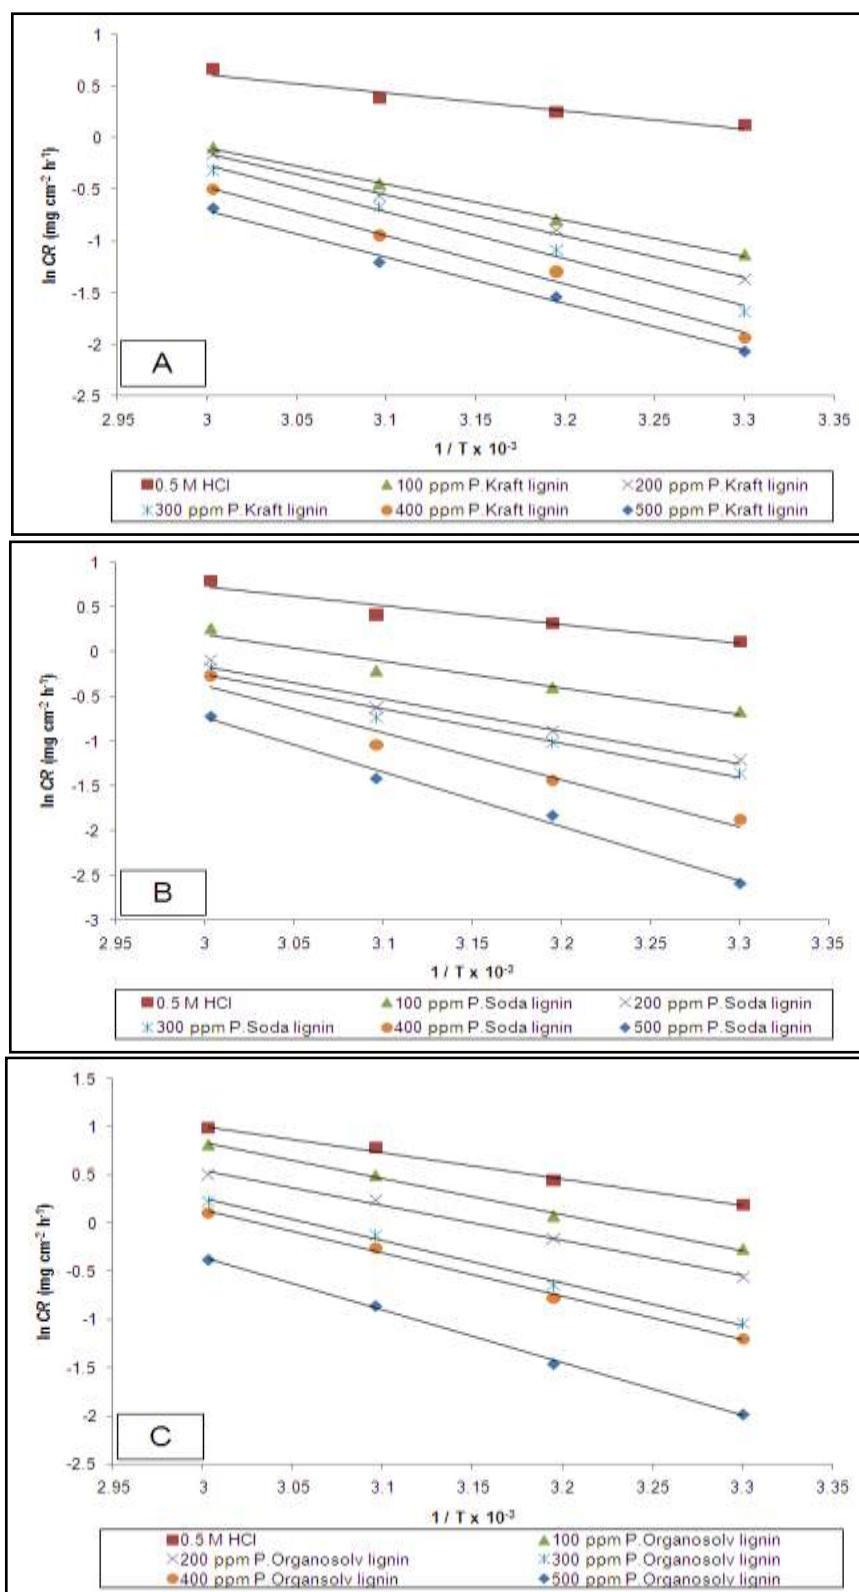 1
0.5
0
-0.5
-1
-1.5
-2
-2.5
ln CR (mg cm⁻² h⁻¹)
A
2.95 3 3.05 3.1 3.15 3.2 3.25 3.3 3.35
1 / T x 10⁻³
0.5 M HCl 100 ppm P.Kraft lignin 200 ppm P.Kraft lignin
300 ppm P.Kraft lignin 400 ppm P.Kraft lignin 500 ppm P.Kraft lignin
1
0.5
0
-0.5
-1
-1.5
-2
-2.5
-3
ln CR (mg cm⁻² h⁻¹)
B
2.95 3 3.05 3.1 3.15 3.2 3.25 3.3 3.35
1 / T x 10⁻³
0.5 M HCl 100 ppm P.Soda lignin 200 ppm P.Soda lignin
300 ppm P.Soda lignin 400 ppm P.Soda lignin 500 ppm P.Soda lignin
1.5
1
0.5
0
-0.5
-1
-1.5
-2
-2.5
ln CR (mg cm⁻² h⁻¹)
C
2.95 3 3.05 3.1 3.15 3.2 3.25 3.3 3.35
1 / T x 10⁻³
0.5 M HCl 100 ppm P.Organosolv lignin
200 ppm P.Organosolv lignin 300 ppm P.Organosolv lignin
400 ppm P.Organsolv lignin 500 ppm P.Organosolv lignin